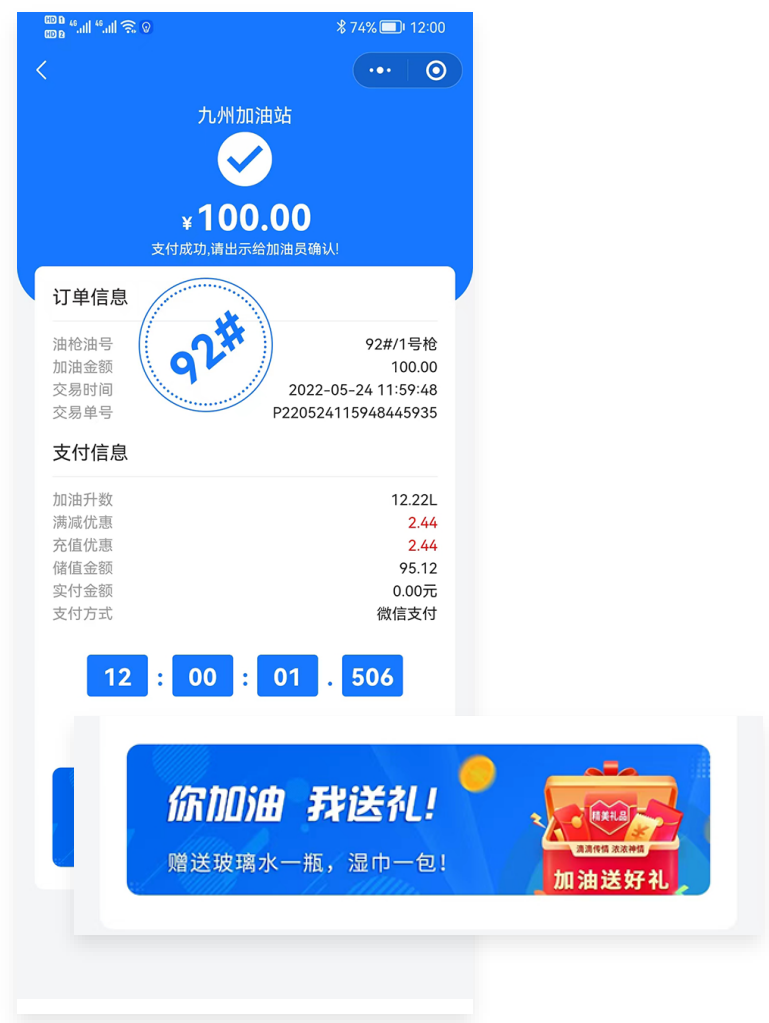 HD 1 4G 4G
HD 2
74% 12:00
九州加油站
¥100.00
支付成功,请出示给加油员确认!
订单信息
92#
油枪油号 92#/1号枪
加油金额 100.00
交易时间 2022-05-24 11:59:48
交易单号 P220524115948445935
支付信息
加油升数 12.22L
满减优惠 2.44
充值优惠 2.44
储值金额 95.12
实付金额 0.00元
支付方式 微信支付
12 : 00 : 01 . 506
你加油 我送礼!
赠送玻璃水一瓶，湿巾一包!
精美礼品
滴滴传情 浓浓神情
加油送好礼